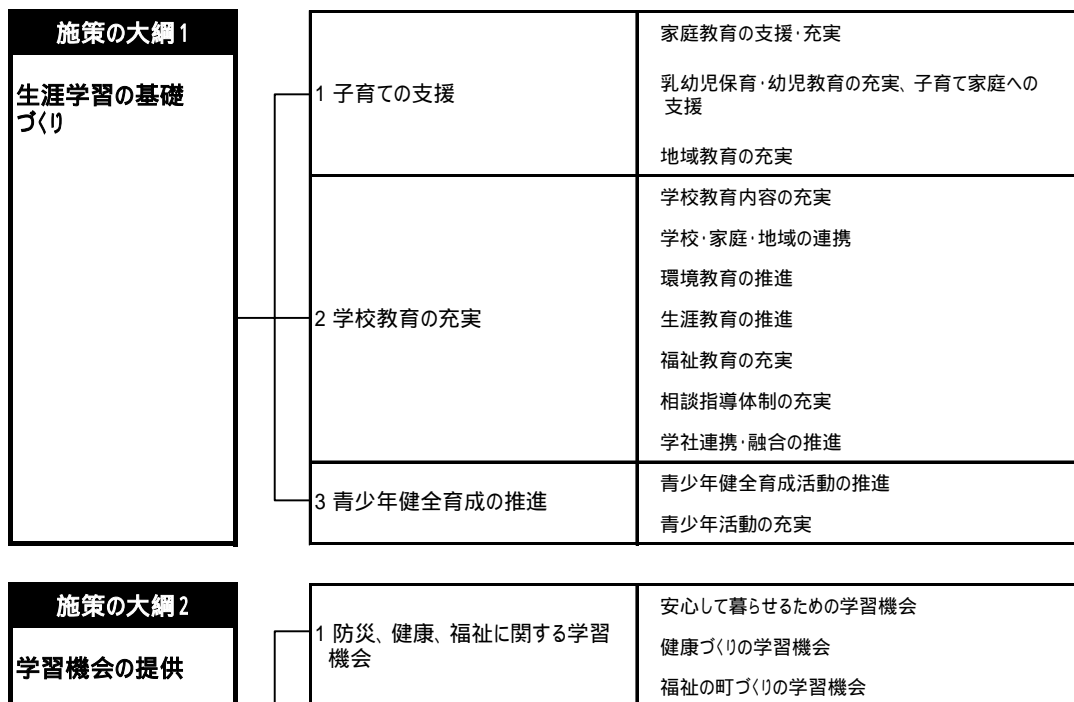 施策の大綱1
生涯学習の基礎
づくり
1 子育ての支援
家庭教育の支援・充実
乳幼児保育・幼児教育の充実、子育て家庭への
支援
地域教育の充実
2 学校教育の充実
学校教育内容の充実
学校・家庭・地域の連携
環境教育の推進
生涯教育の推進
福祉教育の充実
相談指導体制の充実
学社連携・融合の推進
3 青少年健全育成の推進
青少年健全育成活動の推進
青少年活動の充実
施策の大綱2
学習機会の提供
1 防災、健康、福祉に関する学習
機会
安心して暮らせるための学習機会
健康づくりの学習機会
福祉の町づくりの学習機会